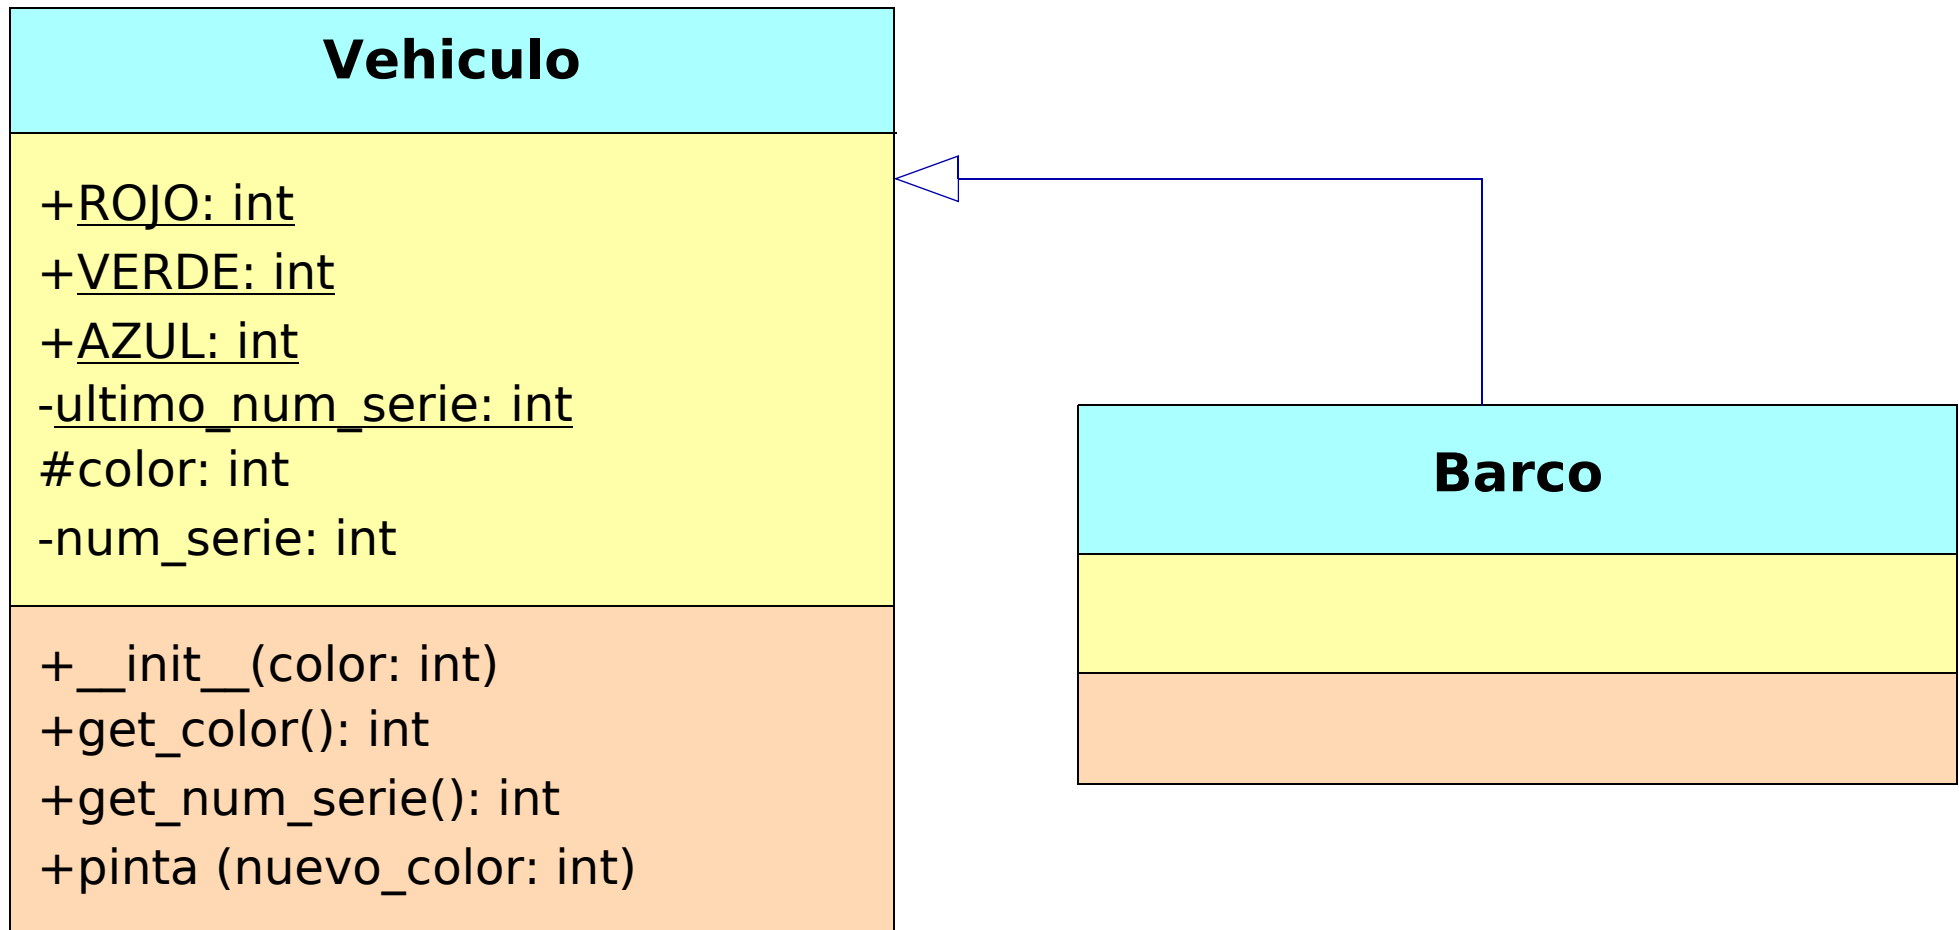 Vehiculo
+ROJO: int
+VERDE: int
+AZUL: int
-ultimo_num_serie: int
#color: int
-num_serie: int
+__init__(color: int)
+get_color(): int
+get_num_serie(): int
+pinta (nuevo_color: int)
Barco